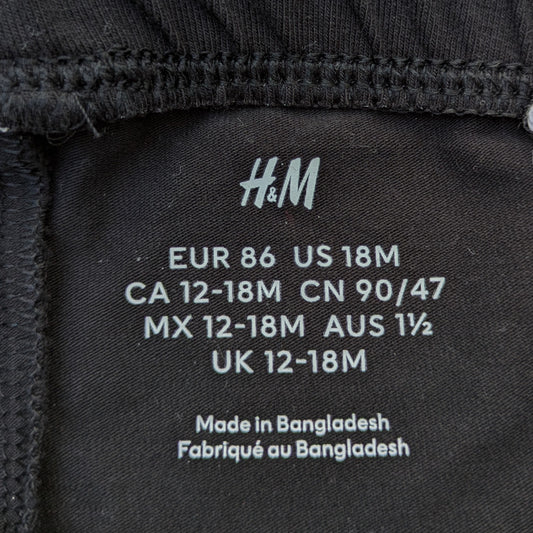 H&M
EUR 86 US 18M
CA 12-18M CN 90/47
MX 12-18M AUS 1½
UK 12-18M
Made in Bangladesh
Fabriqué au Bangladesh